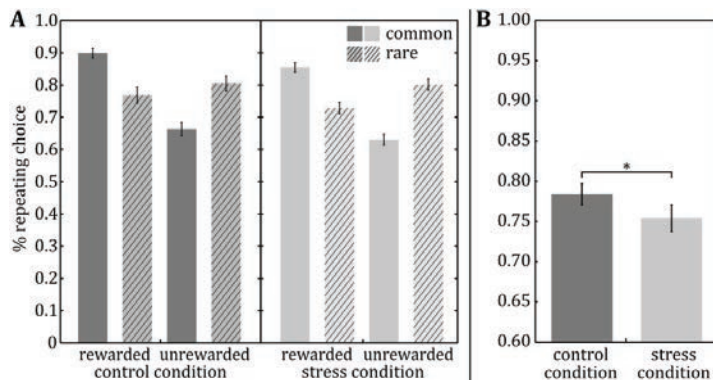 A
% repeating choice
1.0
0.9
0.8
0.7
0.6
0.5
0.4
0.3
0.2
0.1
0
common
rare
rewarded unrewarded
control condition
rewarded unrewarded
stress condition
B
1.00
0.95
0.90
0.85
0.80
0.75
0.70
0.65
0.60
*
control
condition
stress
condition